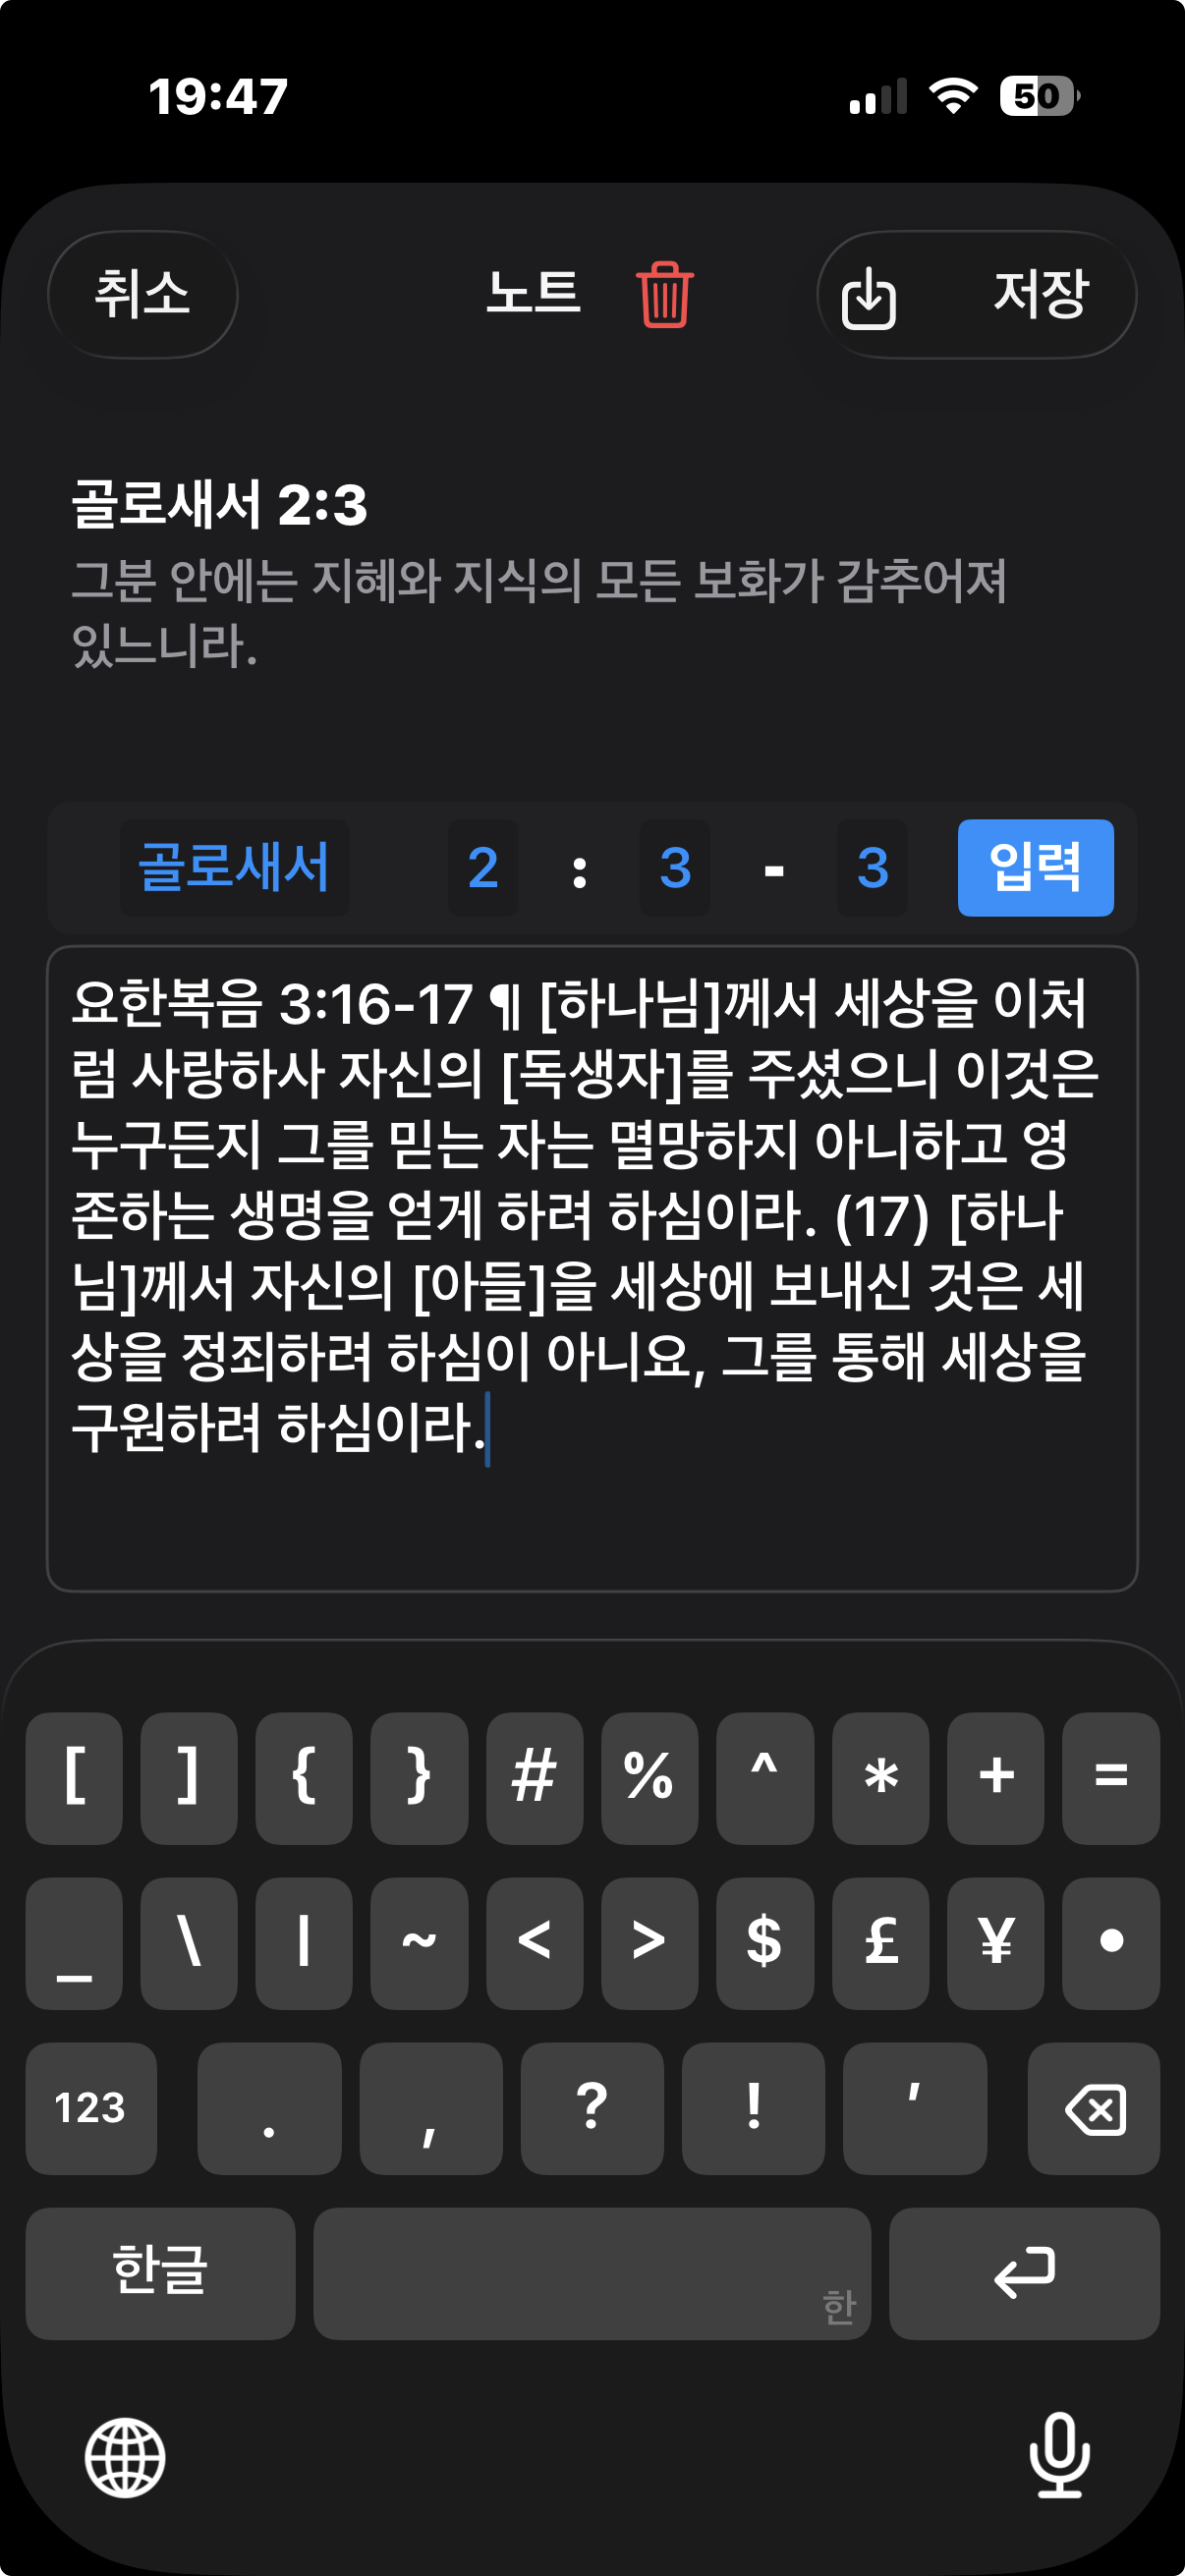 19:47
50
취소 노트 저장
골로새서 2:3
그분 안에는 지혜와 지식의 모든 보화가 감추어져
있느니라.
골로새서 2 : 3 - 3 입력
요한복음 3:16-17 ¶ [하나님]께서 세상을 이처
럼 사랑하사 자신의 [독생자]를 주셨으니 이것은
누구든지 그를 믿는 자는 멸망하지 아니하고 영
존하는 생명을 얻게 하려 하심이라. (17) [하나
님]께서 자신의 [아들]을 세상에 보내신 것은 세
상을 정죄하려 하심이 아니요, 그를 통해 세상을
구원하려 하심이라.
[ ] { } # % ^ * + =
_ \ | ~ < > $ £ ¥ •
123 . , ? ! '
한글 한